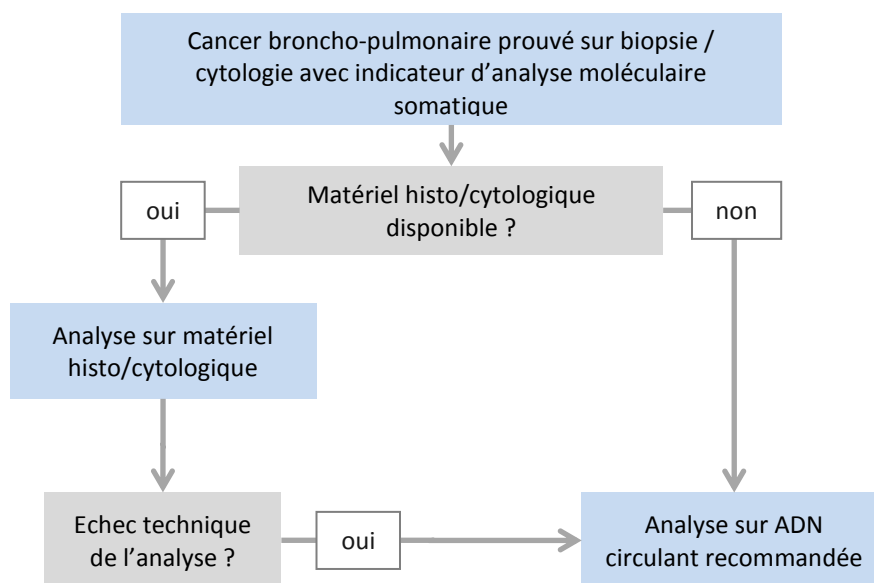 Cancer broncho-pulmonaire prouvé sur biopsie /
cytologie avec indicateur d’analyse moléculaire
somatique
Matériel histo/cytologique
disponible ?
oui
non
Analyse sur matériel
histo/cytologique
Echec technique
de l’analyse ?
oui
Analyse sur ADN
circulant recommandée